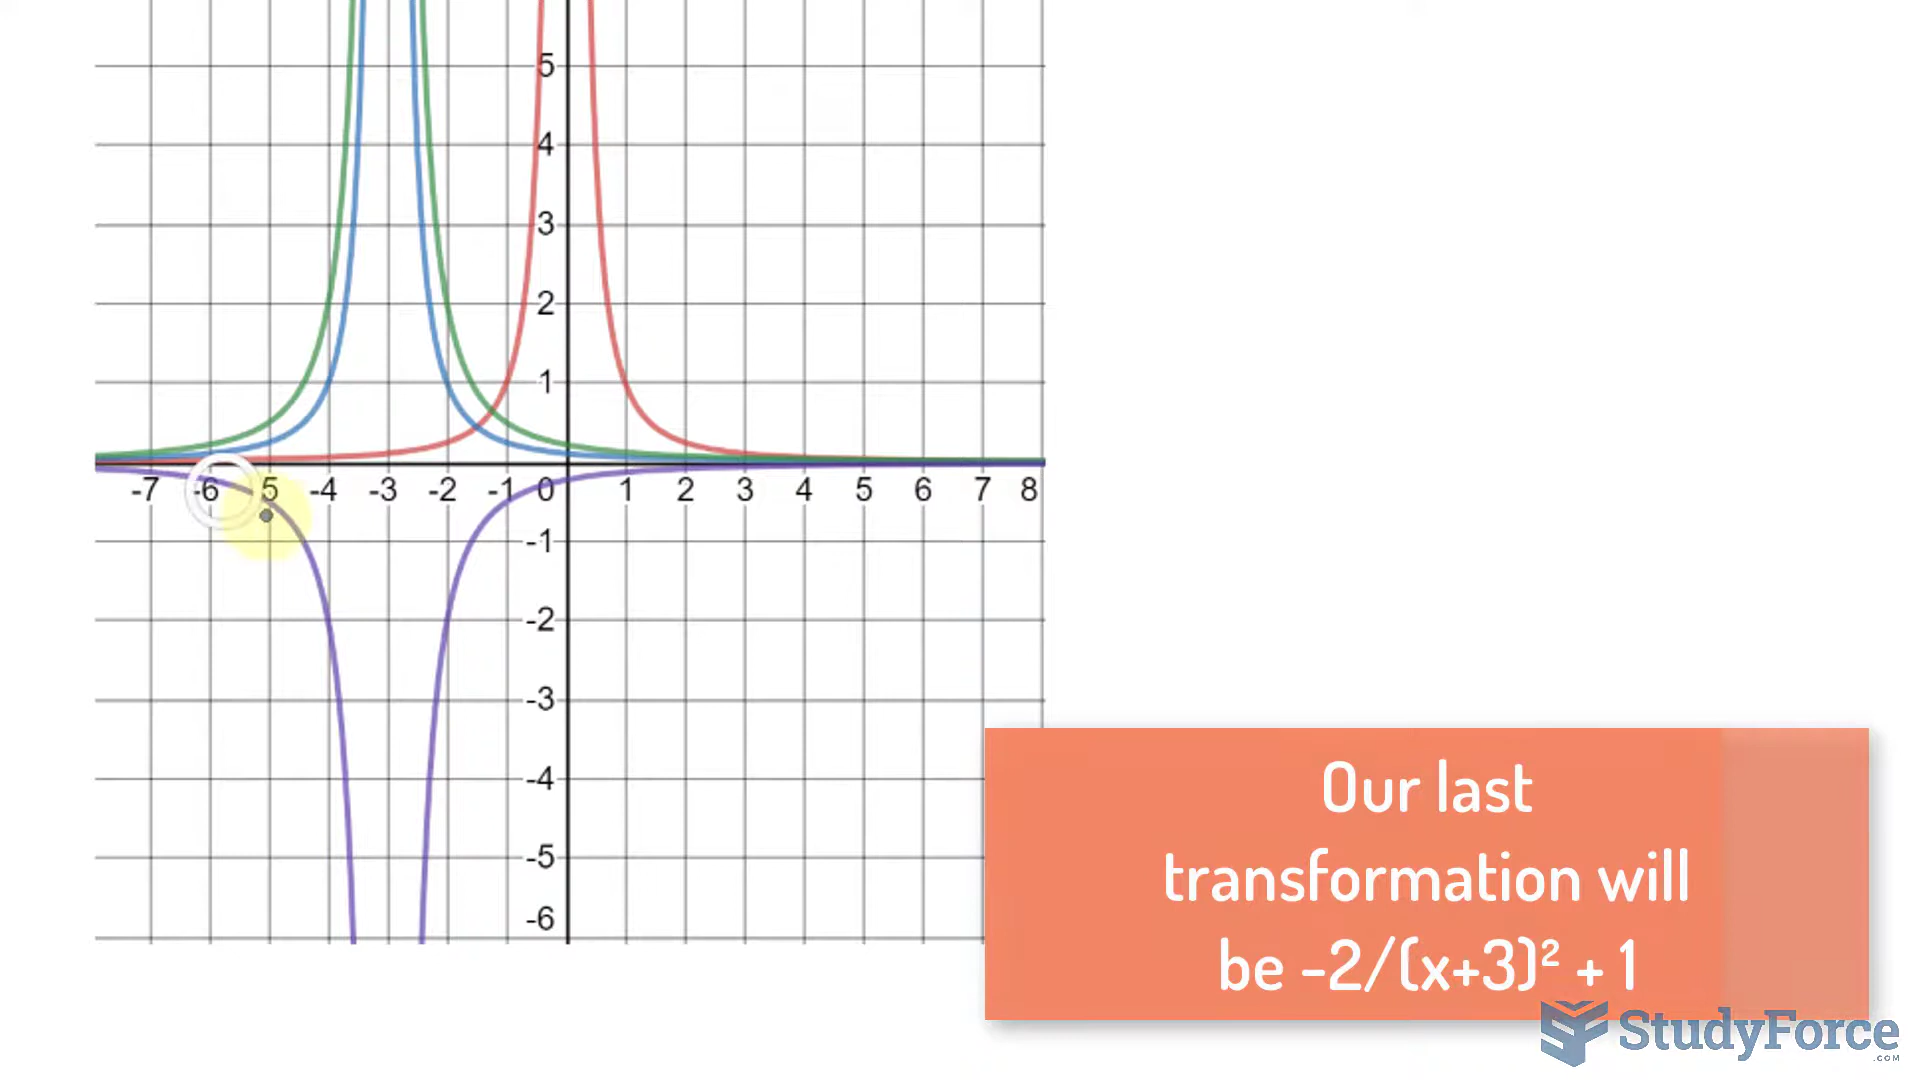 5
4
3
2
1
-7 -6 5 -4 -3 -2 -1 0 1 2 3 4 5 6 7 8
-1
-2
-3
-4
-5
-6
Our last
transformation will
be -2/(x+3)² + 1
StudyForce
.COM